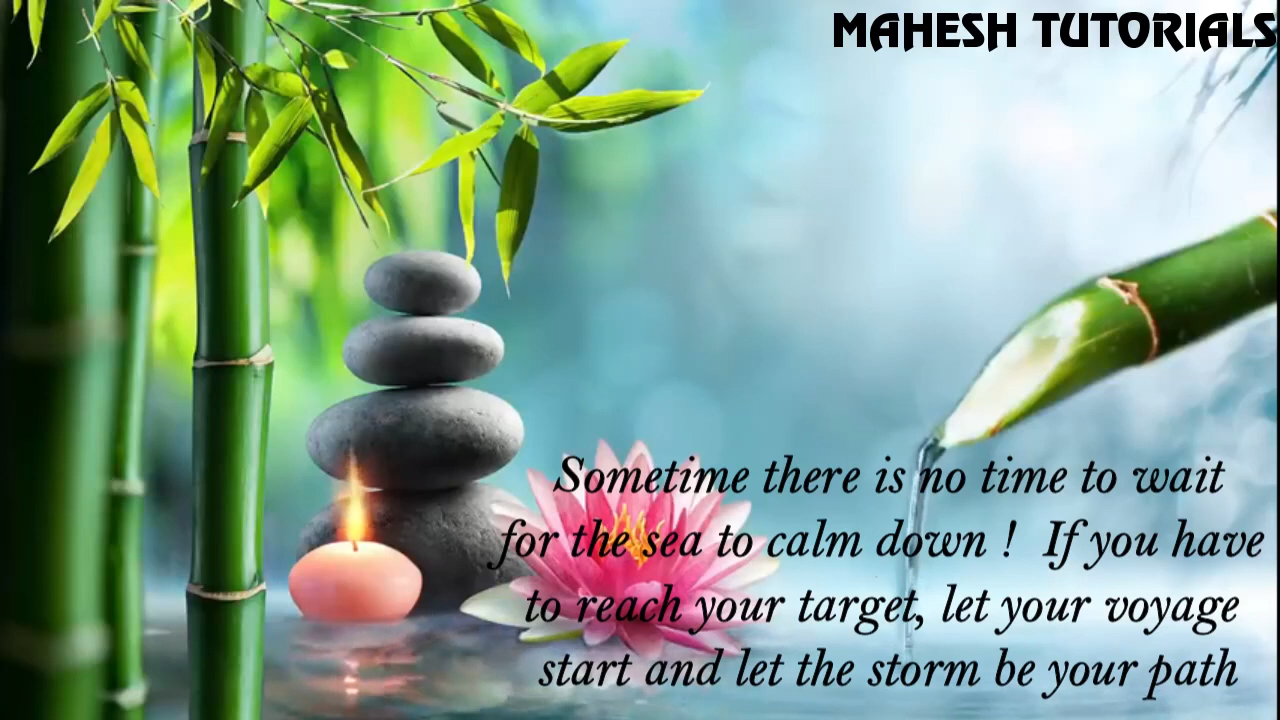 MAHESH TUTORIALS
Sometime there is no time to wait
for the sea to calm down ! If you have
to reach your target, let your voyage
start and let the storm be your path